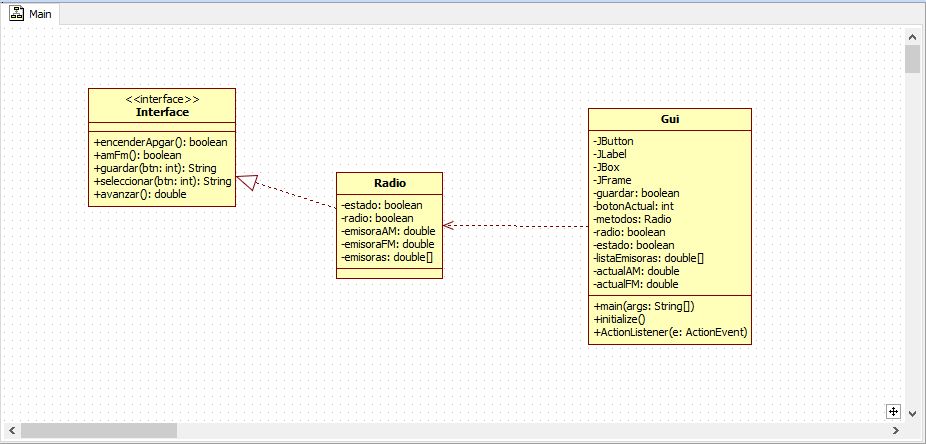 Main
<<interface>>
Interface
+encenderApgar(): boolean
+amFm(): boolean
+guardar(btn: int): String
+seleccionar(btn: int): String
+avanzar(): double
Radio
-estado: boolean
-radio: boolean
-emisoraAM: double
-emisoraFM: double
-emisoras: double[]
Gui
-JButton
-JLabel
-JBox
-JFrame
-guardar: boolean
-botonActual: int
-metodos: Radio
-radio: boolean
-estado: boolean
-listaEmisoras: double[]
-actualAM: double
-actualFM: double
+main(args: String[])
+initialize()
+ActionListener(e: ActionEvent)